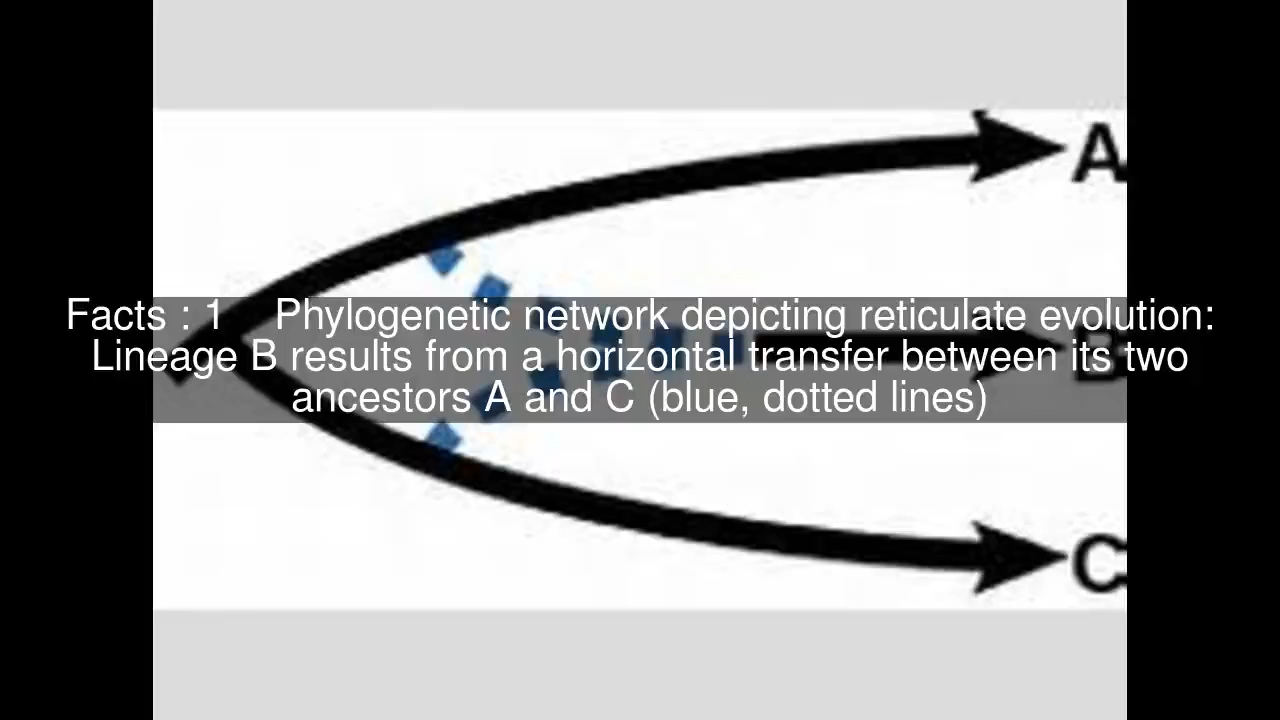 A
Facts : 1 Phylogenetic network depicting reticulate evolution:
Lineage B results from a horizontal transfer between its two
ancestors A and C (blue, dotted lines)
B
C